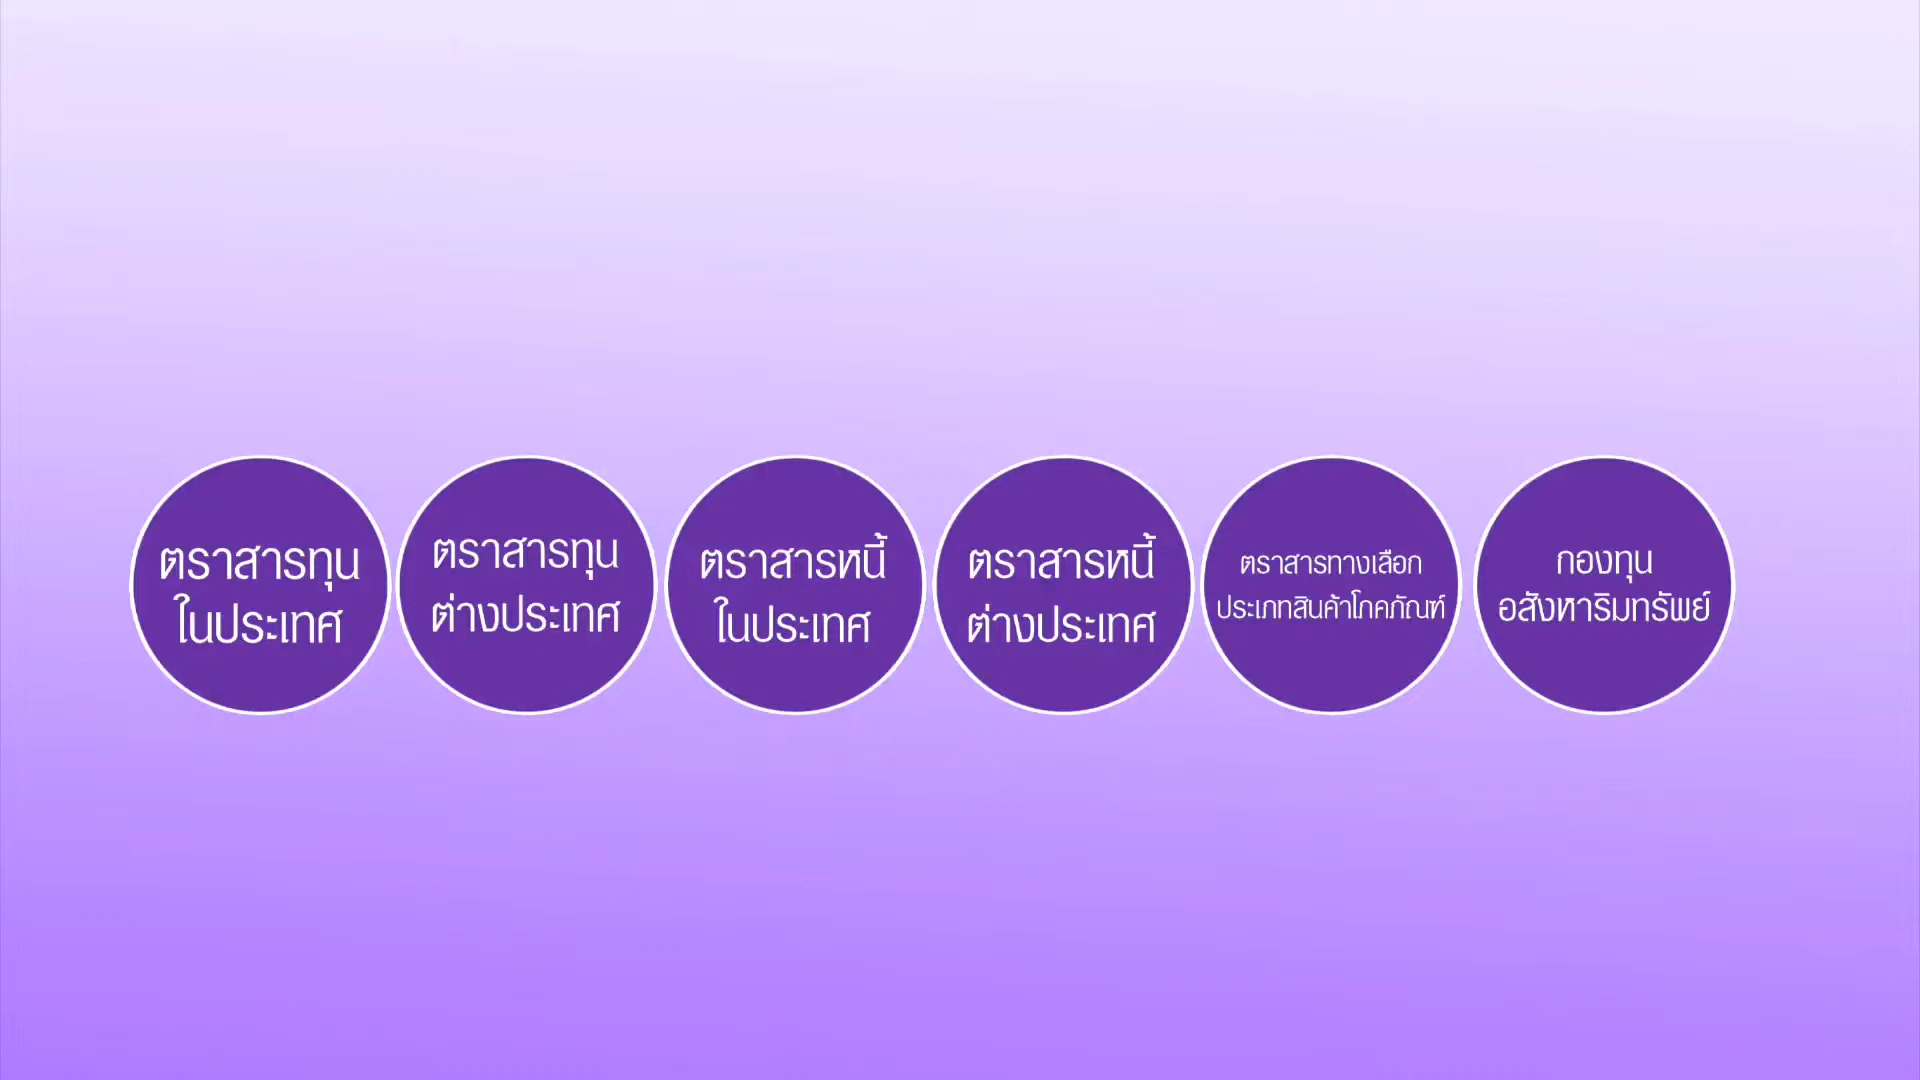 ตราสารทุน
ในประเทศ
ตราสารทุน
ต่างประเทศ
ตราสารหนี้
ในประเทศ
ตราสารหนี้
ต่างประเทศ
ตราสารทางเลือก
ประเภทสินค้าโภคภัณฑ์
กองทุน
อสังหาริมทรัพย์